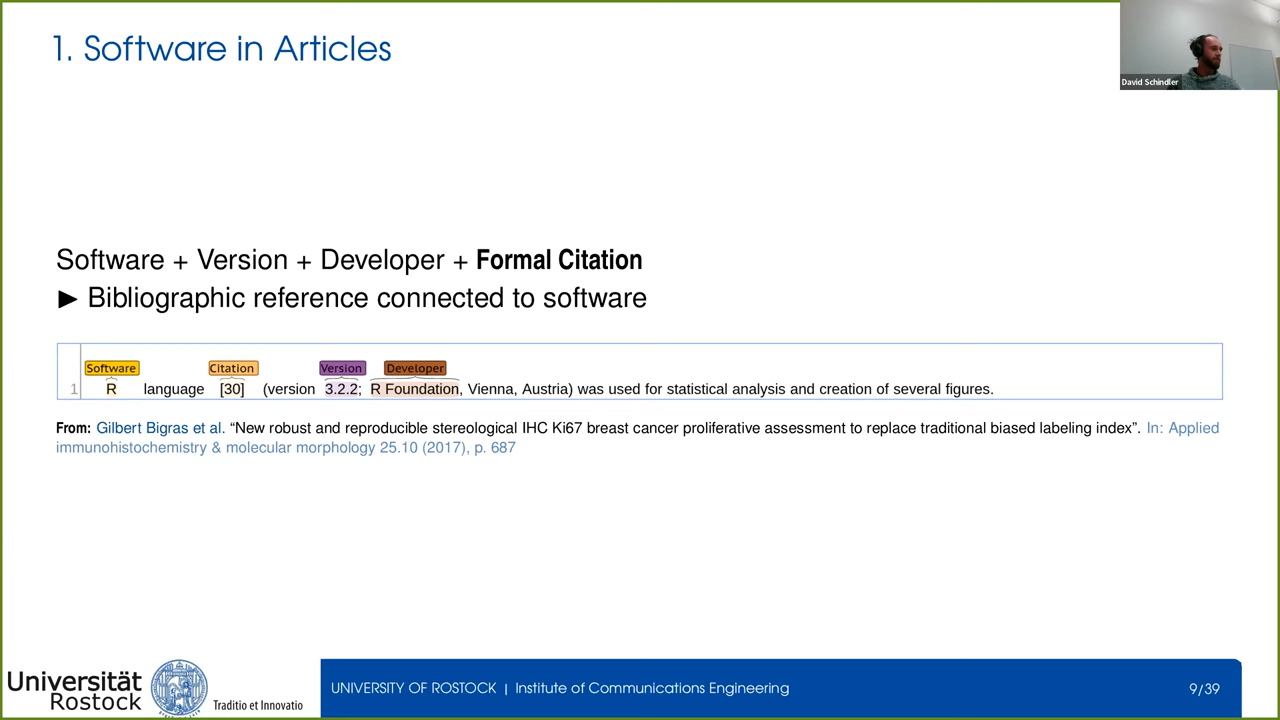 1. Software in Articles
David Schindler
Software + Version + Developer + Formal Citation
▶ Bibliographic reference connected to software
Software Citation Version Developer
1 R language [30] (version 3.2.2; R Foundation, Vienna, Austria) was used for statistical analysis and creation of several figures.
From: Gilbert Bigras et al. “New robust and reproducible stereological IHC Ki67 breast cancer proliferative assessment to replace traditional biased labeling index”. In: Applied
immunohistochemistry & molecular morphology 25.10 (2017), p. 687
Universität
Rostock
Traditio et Innovatio
UNIVERSITY OF ROSTOCK | Institute of Communications Engineering
9/39